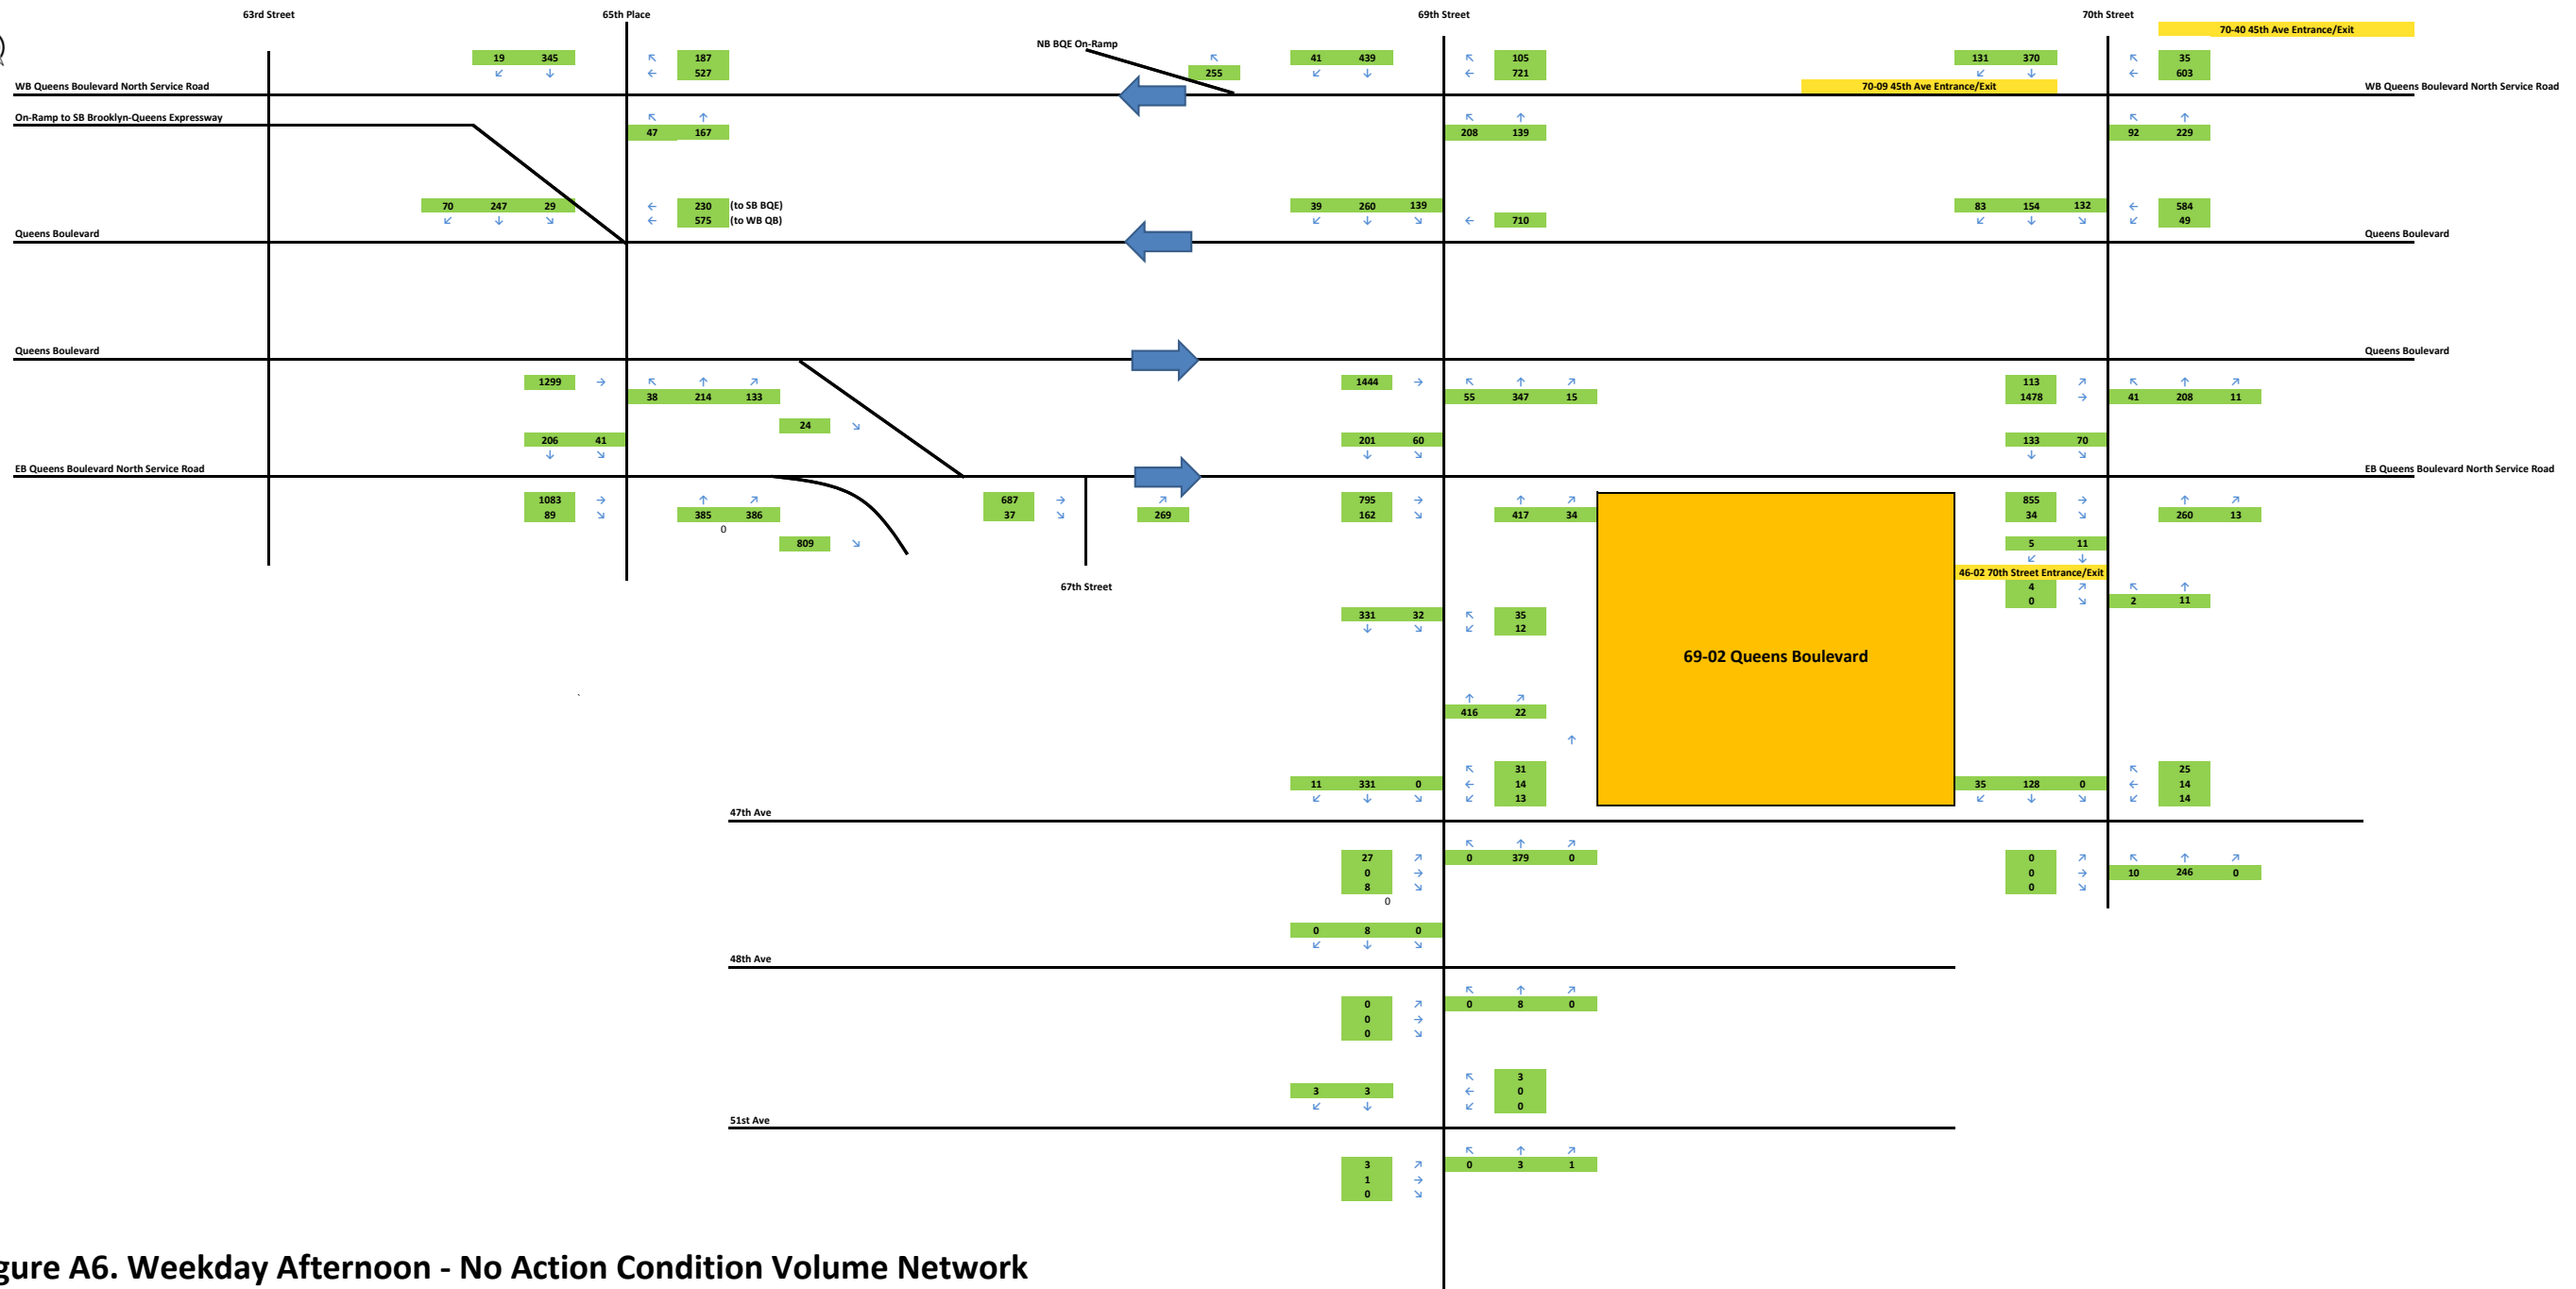 63rd Street 65th Place 69th Street 70th Street
70-40 45th Ave Entrance/Exit
NB BQE On-Ramp
19 345 ↖ 187 ↖ 41 439 ↖ 105 131 370 ↖ 35
↙ ↓ ← 527 255 ↙ ↓ ← 721 ↙ ↓ ← 603
WB Queens Boulevard North Service Road 70-09 45th Ave Entrance/Exit WB Queens Boulevard North Service Road
On-Ramp to SB Brooklyn-Queens Expressway ↖ ↑ ↖ ↑ ↖ ↑
47 167 208 139 92 229
70 247 29 ← 230 (to SB BQE) 39 260 139 83 154 132 ← 584
↙ ↓ ↘ ← 575 (to WB QB) ↙ ↓ ↘ ← 710 ↙ ↓ ↘ ↙ 49
Queens Boulevard Queens Boulevard
Queens Boulevard Queens Boulevard
1299 → ↖ ↑ ↗ 1444 → ↖ ↑ ↗ 113 ↗ ↖ ↑ ↗
38 214 133 55 347 15 1478 → 41 208 11
24 ↘
206 41 201 60 133 70
↓ ↘ ↓ ↘ ↓ ↘
EB Queens Boulevard North Service Road EB Queens Boulevard North Service Road
1083 → ↑ ↗ 687 → ↗ 795 → ↑ ↗ 855 → ↑ ↗
89 ↘ 385 386 37 ↘ 269 162 ↘ 417 34 34 ↘ 260 13
0
809 ↘ 5 11
↙ ↓
46-02 70th Street Entrance/Exit
67th Street 4 ↗ ↖ ↑
0 ↘ 2 11
331 32 ↖ 35
↓ ↘ ↙ 12
69-02 Queens Boulevard
↑ ↗
416 22
↑
↖ 31 ↖ 25
11 331 0 ← 14 35 128 0 ← 14
↙ ↓ ↘ ↙ 13 ↙ ↓ ↘ ↙ 14
47th Ave
↖ ↑ ↗
27 ↗ 0 379 0 0 ↗ ↖ ↑ ↗
0 → 0 → 10 246 0
8 ↘ 0 ↘
0
0 8 0
↙ ↓ ↘
48th Ave
↖ ↑ ↗
0 ↗ 0 8 0
0 →
0 ↘
↖ 3
3 3 ← 0
↙ ↓ ↙ 0
51st Ave
↖ ↑ ↗
3 ↗ 0 3 1
1 →
0 ↘
gure A6. Weekday Afternoon - No Action Condition Volume Network